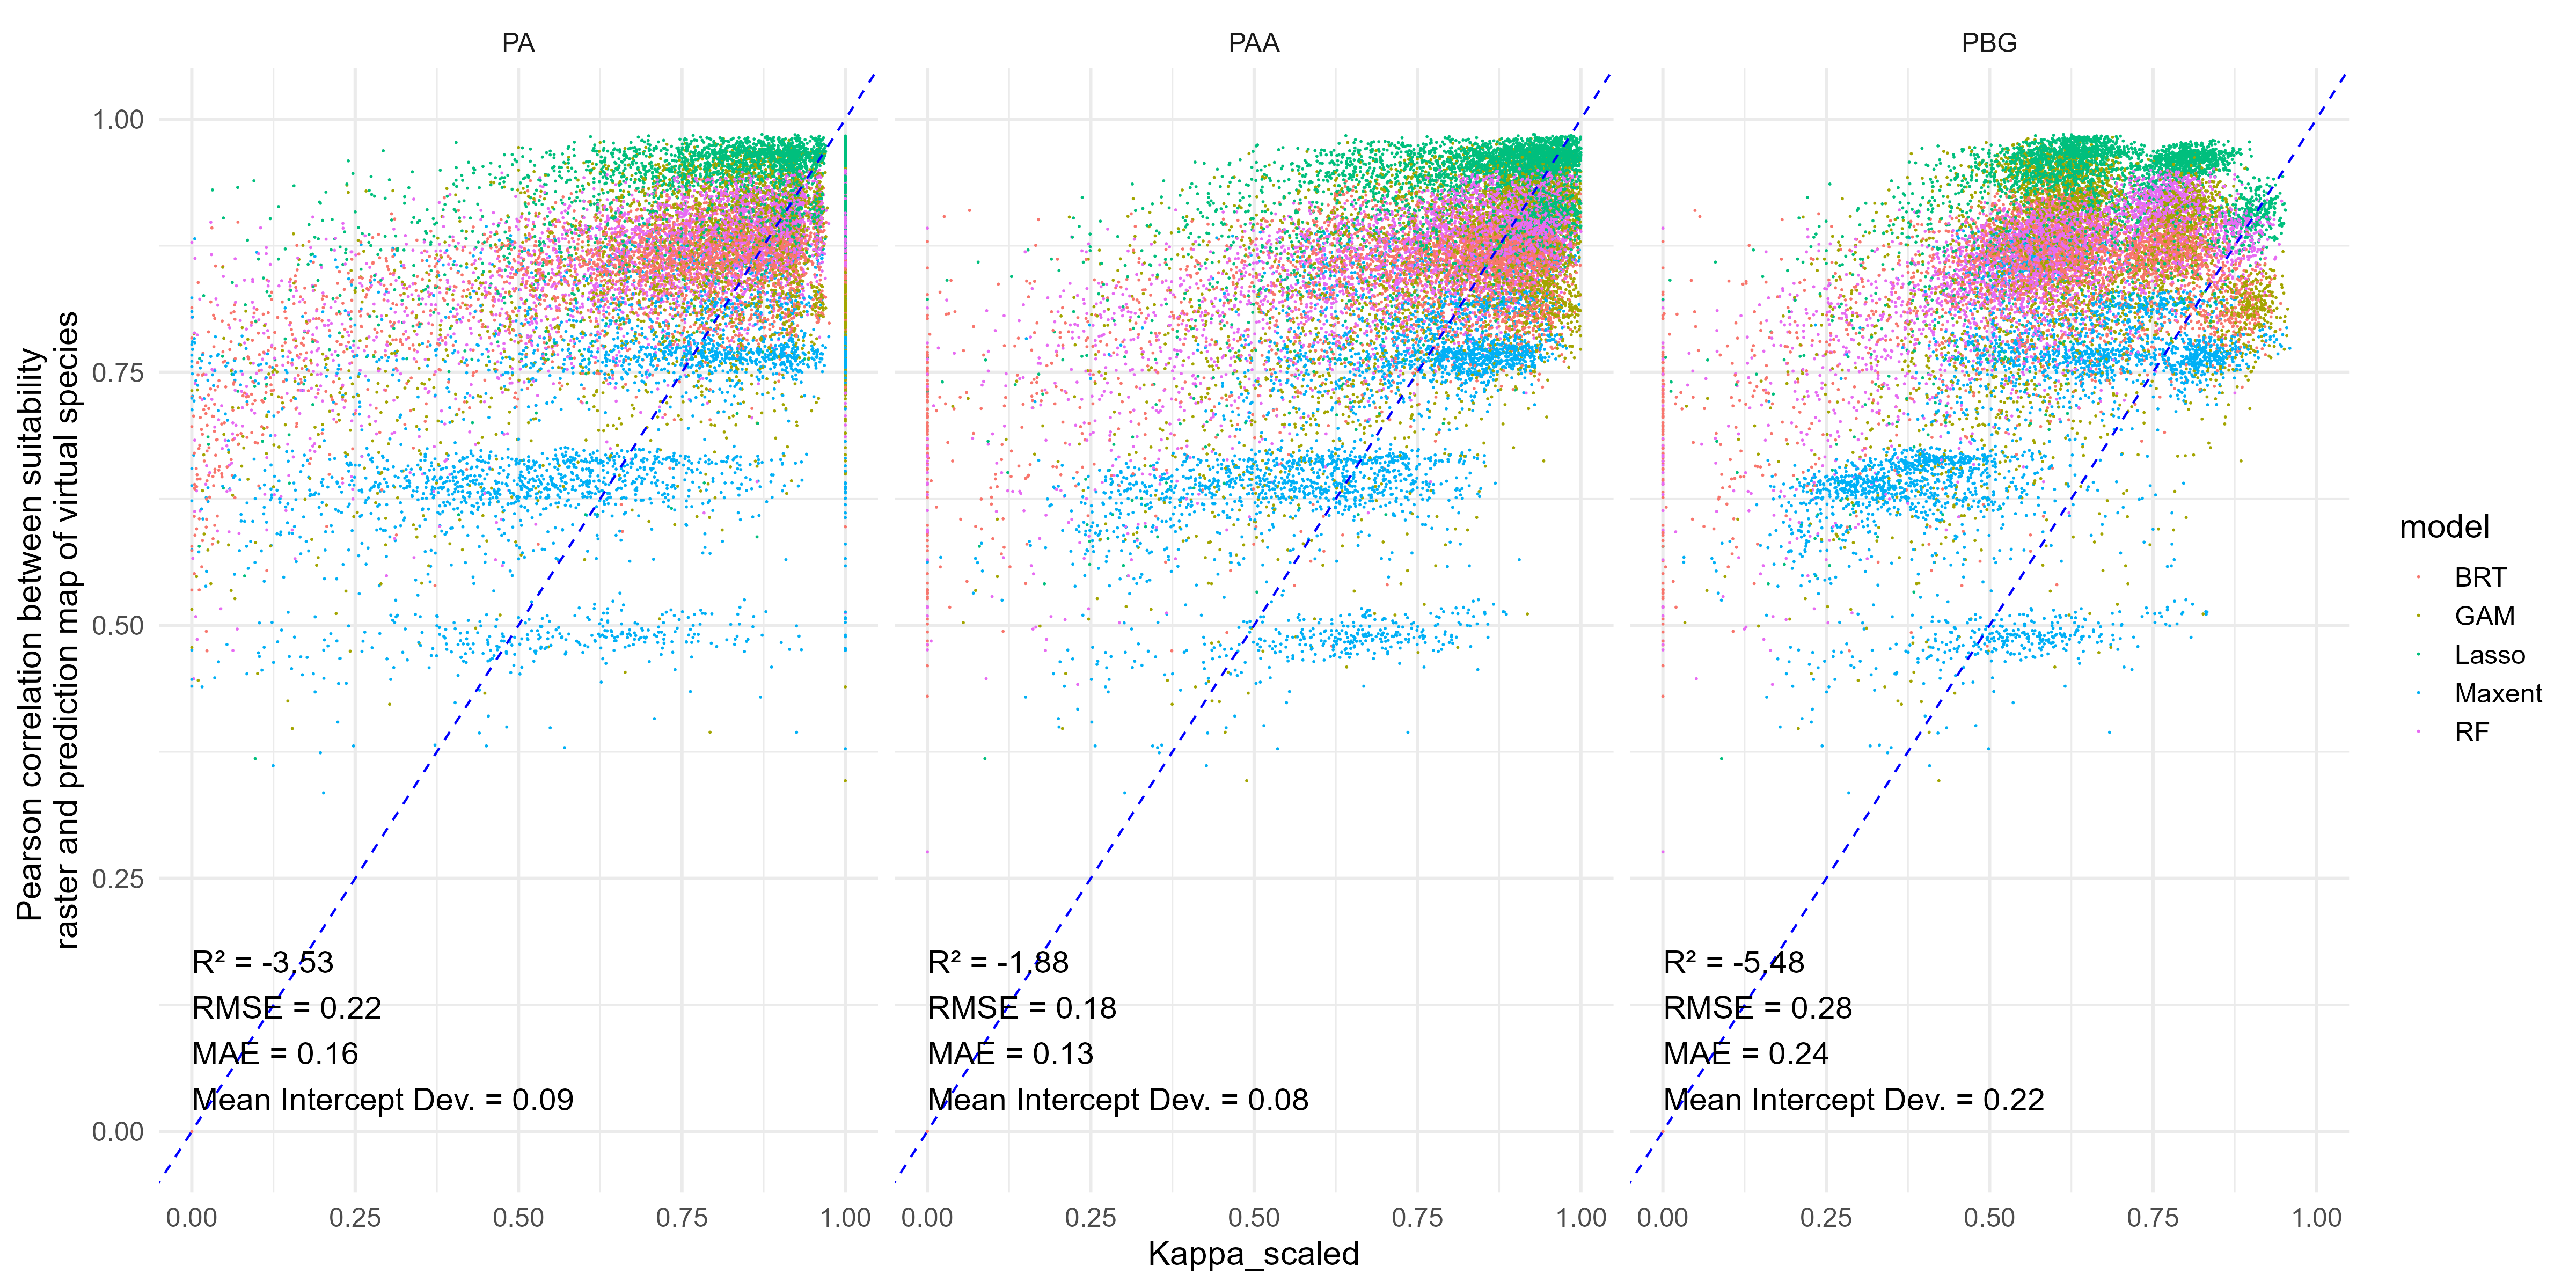 PA
PAA
PBG
Pearson correlation between suitability
raster and prediction map of virtual species
1.00
0.75
0.50
0.25
0.00
R² = -3.53
RMSE = 0.22
MAE = 0.16
Mean Intercept Dev. = 0.09
R² = -1.88
RMSE = 0.18
MAE = 0.13
Mean Intercept Dev. = 0.08
R² = -5.48
RMSE = 0.28
MAE = 0.24
Mean Intercept Dev. = 0.22
0.00 0.25 0.50 0.75 1.00
0.00 0.25 0.50 0.75 1.00
0.00 0.25 0.50 0.75 1.00
Kappa_scaled
model
BRT
GAM
Lasso
Maxent
RF